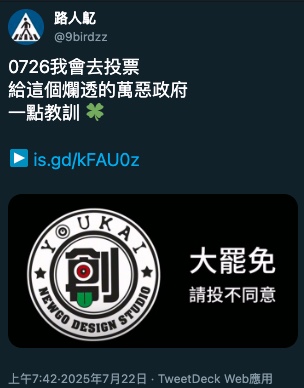 路人虻
@9birdzz
0726我會去投票
給這個爛透的萬惡政府
一點教訓 🍀
▶️ is.gd/kFAU0z
YOUKAI
創
NEWGO DESIGN STUDIO
大罷免
請投不同意
上午7:42·2025年7月22日 · TweetDeck Web應用